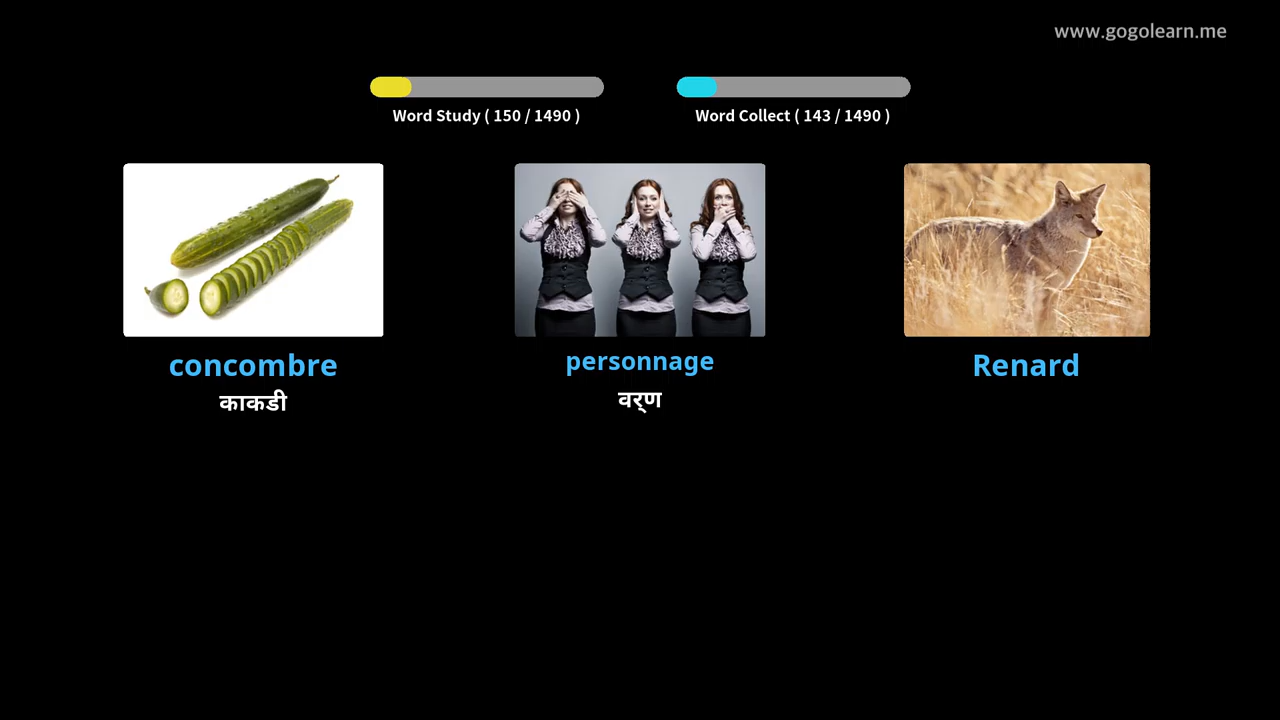 www.gogolearn.me
Word Study ( 150 / 1490 )
Word Collect ( 143 / 1490 )
concombre
personnage
Renard
काकडी
वर्‌ण